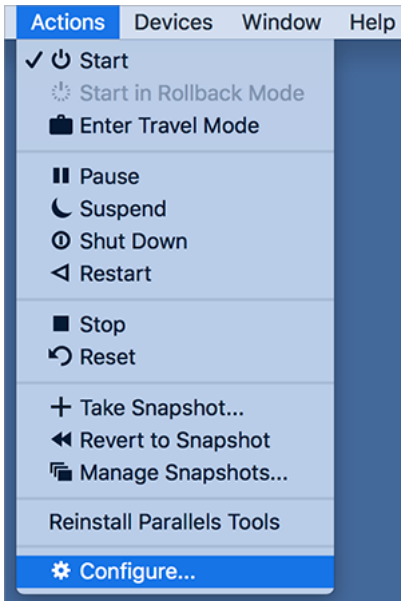 Actions Devices Window Help
Start
Start in Rollback Mode
Enter Travel Mode
Pause
Suspend
Shut Down
Restart
Stop
Reset
Take Snapshot...
Revert to Snapshot
Manage Snapshots...
Reinstall Parallels Tools
Configure...